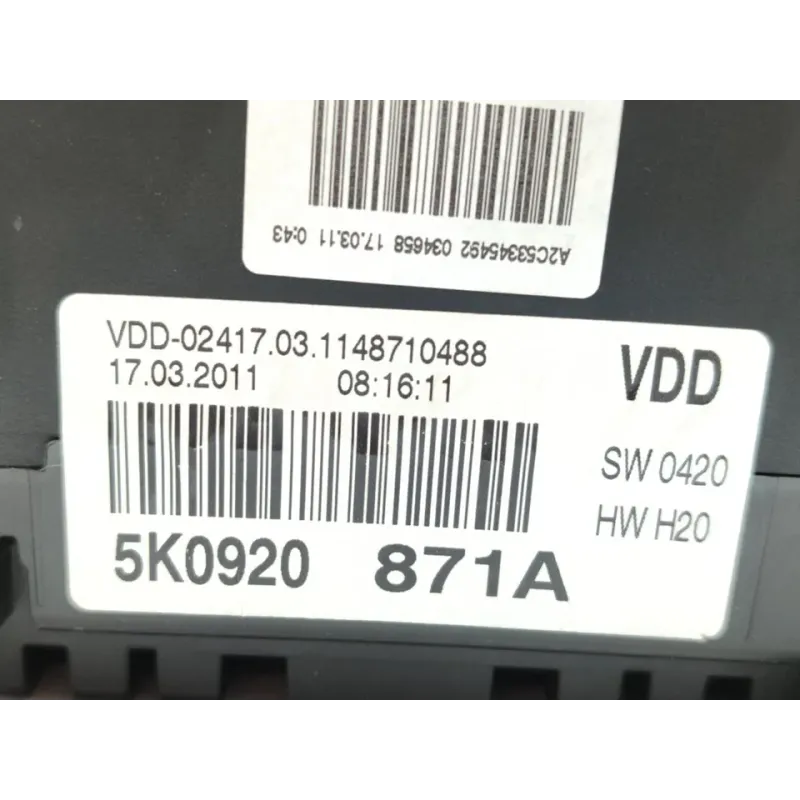 A2C53345492 034658 17.03.11 0:43
VDD-02417.03.1148710488
17.03.2011 08:16:11
VDD
SW 0420
HW H20
5K0920 871A